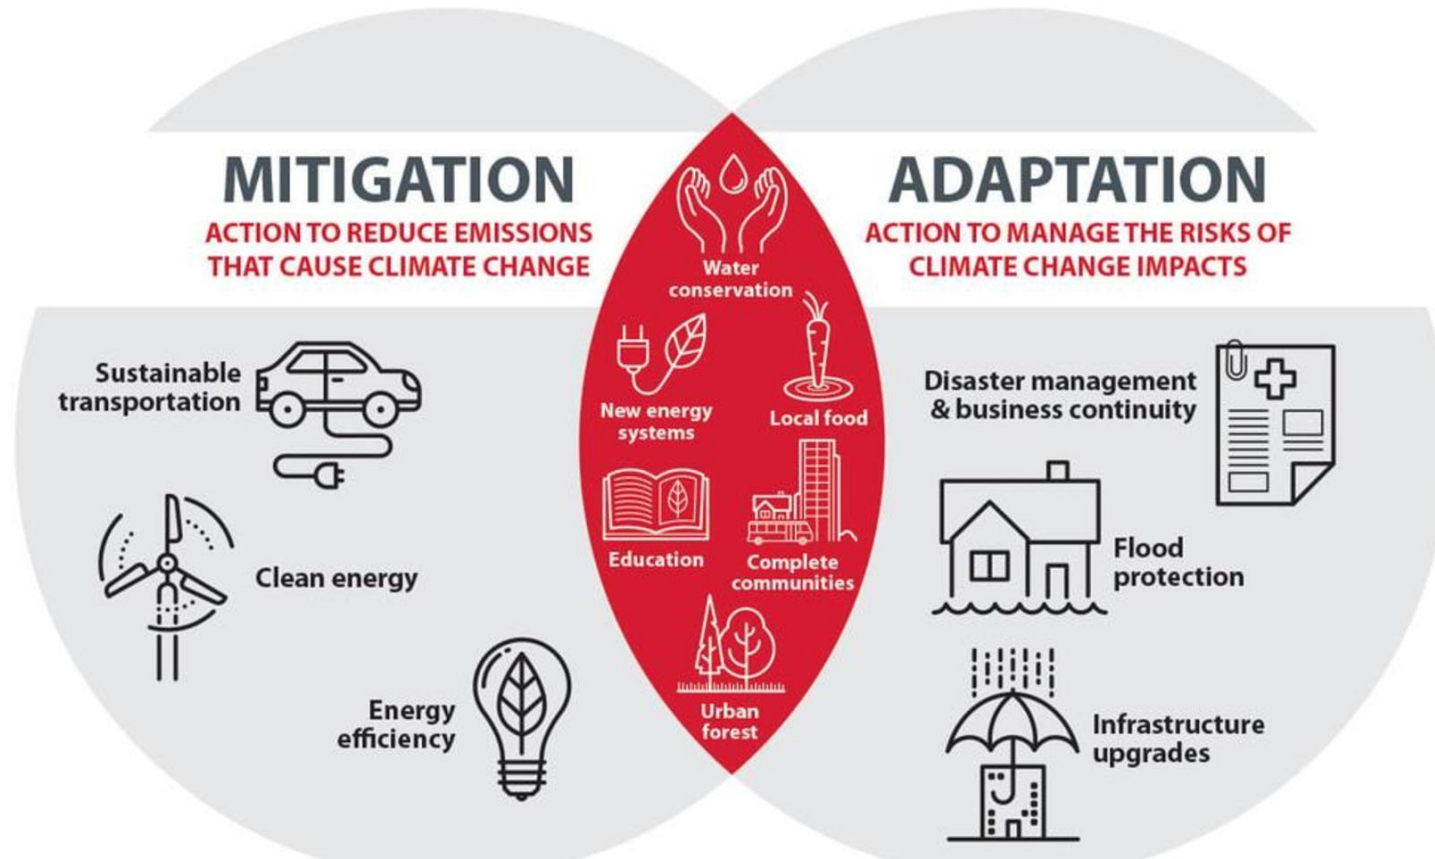 MITIGATION
ACTION TO REDUCE EMISSIONS
THAT CAUSE CLIMATE CHANGE
Sustainable
transportation
Clean energy
Energy
efficiency
Water
conservation
New energy
systems
Local food
Education
Complete
communities
Urban
forest
ADAPTATION
ACTION TO MANAGE THE RISKS OF
CLIMATE CHANGE IMPACTS
Disaster management
& business continuity
Flood
protection
Infrastructure
upgrades